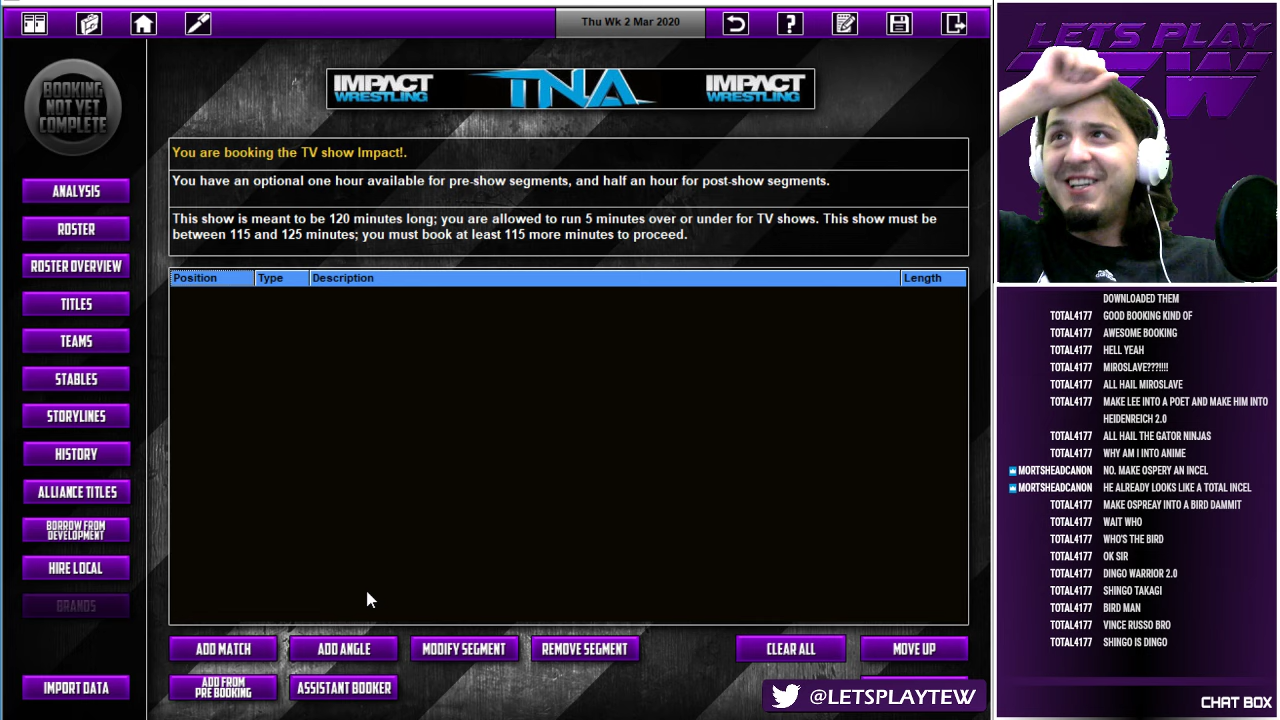 Thu Wk 2 Mar 2020
LETS PLAY
TEW
BOOKING
NOT YET
COMPLETE
IMPACT
WRESTLING
TNA
IMPACT
WRESTLING
You are booking the TV show Impact!.
You have an optional one hour available for pre-show segments, and half an hour for post-show segments.
This show is meant to be 120 minutes long; you are allowed to run 5 minutes over or under for TV shows. This show must be
between 115 and 125 minutes; you must book at least 115 more minutes to proceed.
Position Type Description Length
ANALYSIS
ROSTER
ROSTER OVERVIEW
TITLES
TEAMS
STABLES
STORYLINES
HISTORY
ALLIANCE TITLES
BORROW FROM
DEVELOPMENT
HIRE LOCAL
BRANDS
IMPORT DATA
ADD MATCH ADD ANGLE MODIFY SEGMENT REMOVE SEGMENT CLEAR ALL MOVE UP
ADD FROM
PRE BOOKING
ASSISTANT BOOKER
@LETSPLAYTEW
DOWNLOADED THEM
TOTAL4177 GOOD BOOKING KIND OF
TOTAL4177 AWESOME BOOKING
TOTAL4177 HELL YEAH
TOTAL4177 MIROSLAVE???!!!!
TOTAL4177 ALL HAIL MIROSLAVE
TOTAL4177 MAKE LEE INTO A POET AND MAKE HIM INTO
HEIDENREICH 2.0
TOTAL4177 ALL HAIL THE GATOR NINJAS
TOTAL4177 WHY AM I INTO ANIME
MORTSHEADCANON NO. MAKE OSPERY AN INCEL
MORTSHEADCANON HE ALREADY LOOKS LIKE A TOTAL INCEL
TOTAL4177 MAKE OSPREAY INTO A BIRD DAMMIT
TOTAL4177 WAIT WHO
TOTAL4177 WHO'S THE BIRD
TOTAL4177 OK SIR
TOTAL4177 DINGO WARRIOR 2.0
TOTAL4177 SHINGO TAKAGI
TOTAL4177 BIRD MAN
TOTAL4177 VINCE RUSSO BRO
TOTAL4177 SHINGO IS DINGO
CHAT BOX